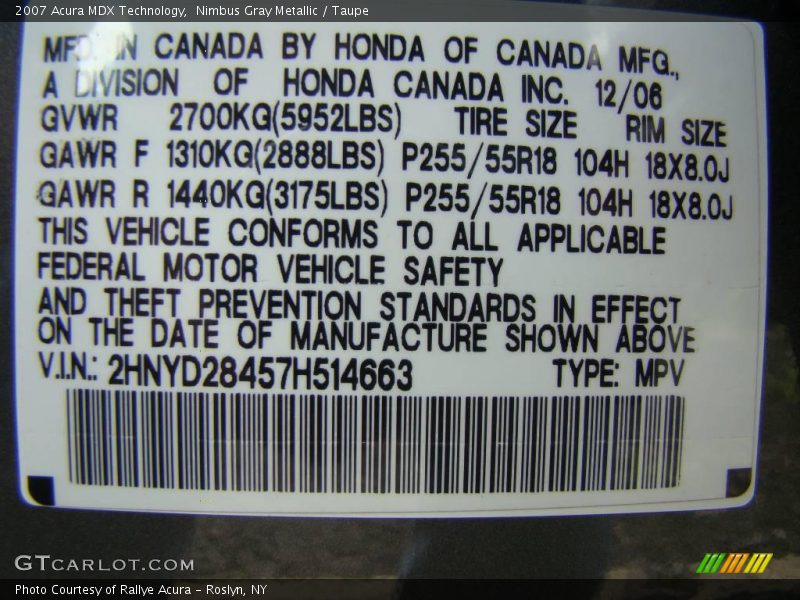 2007 Acura MDX Technology,  Nimbus Gray Metallic / Taupe
MFD. IN CANADA BY HONDA OF CANADA MFG.,
A DIVISION OF HONDA CANADA INC. 12/06
GVWR 2700KG(5952LBS) TIRE SIZE RIM SIZE
GAWR F 1310KG(2888LBS) P255/55R18 104H 18X8.0J
GAWR R 1440KG(3175LBS) P255/55R18 104H 18X8.0J
THIS VEHICLE CONFORMS TO ALL APPLICABLE
FEDERAL MOTOR VEHICLE SAFETY
AND THEFT PREVENTION STANDARDS IN EFFECT
ON THE DATE OF MANUFACTURE SHOWN ABOVE
V.I.N.: 2HNYD28457H514663 TYPE: MPV
GTCARLOT.COM
Photo Courtesy of Rallye Acura - Roslyn, NY